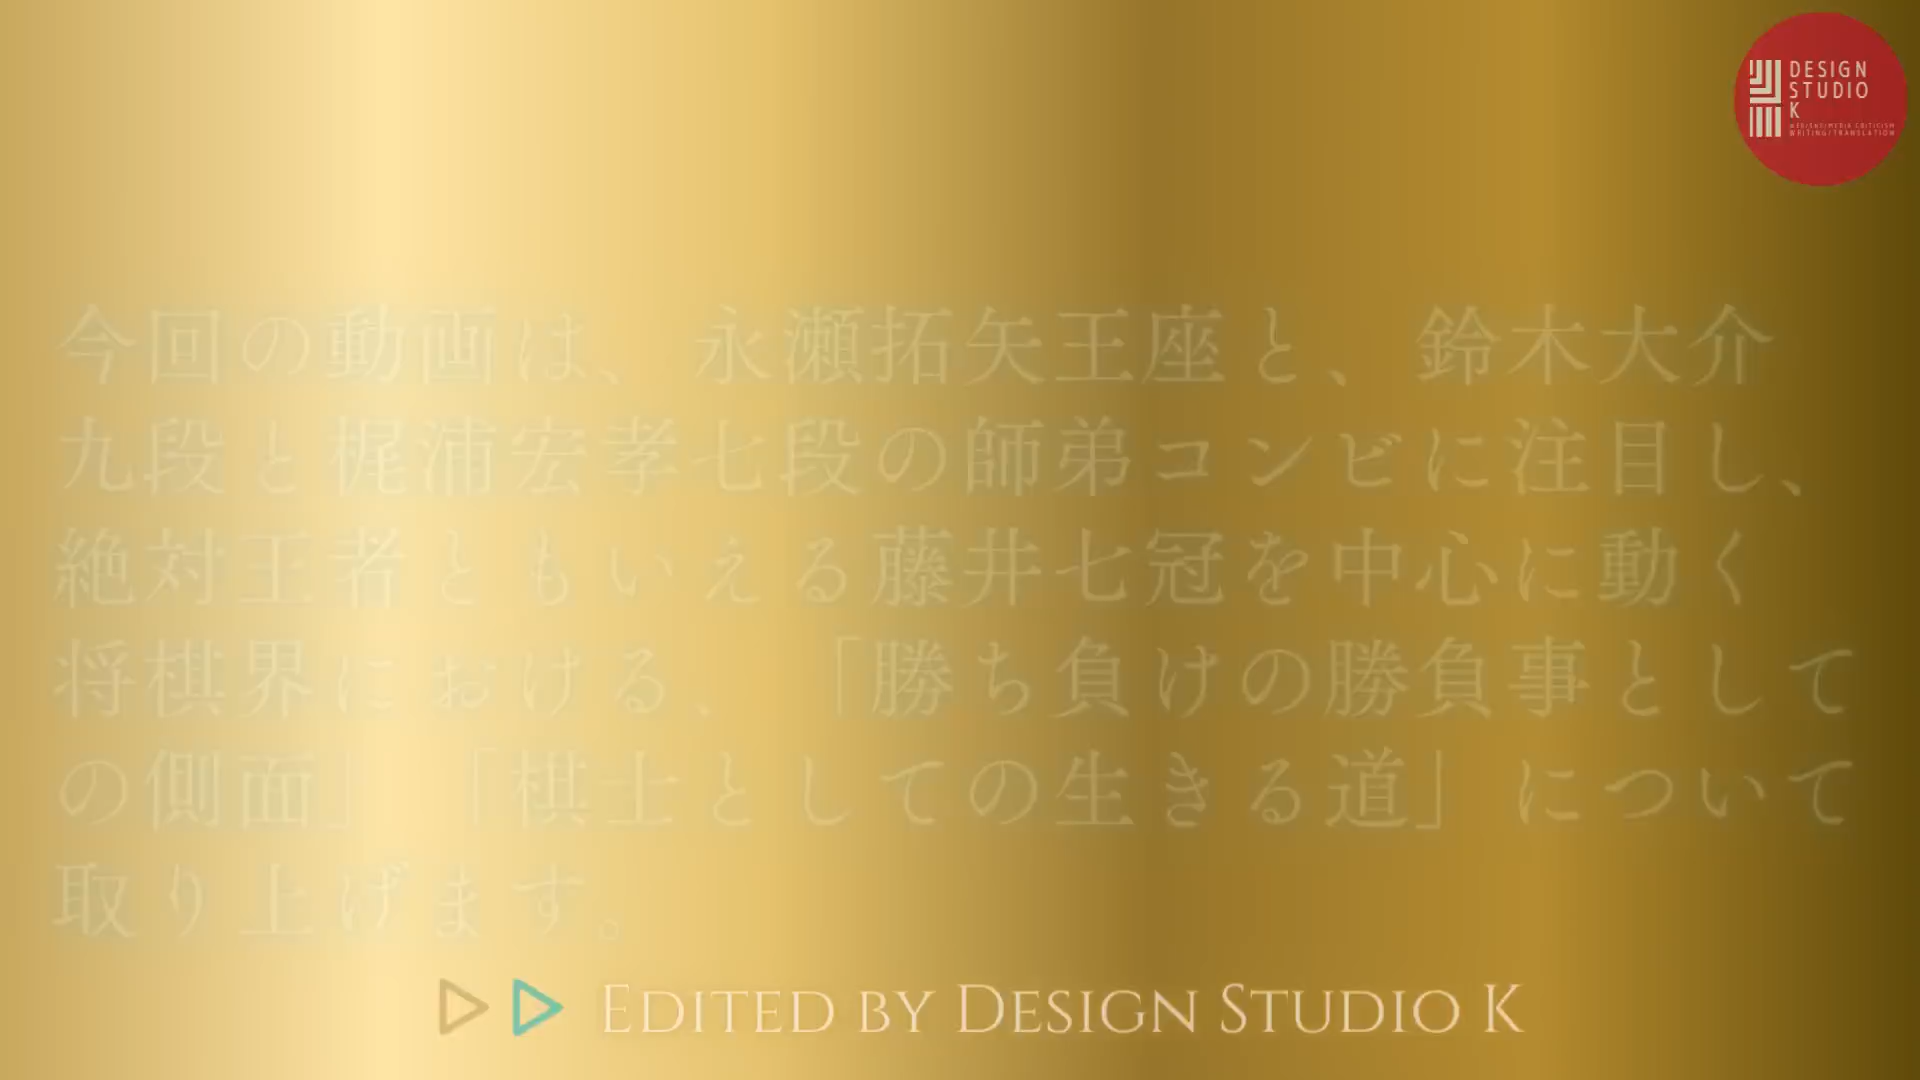 DESIGN
STUDIO
K
WRITING/TRANSLATION
今回の動画は、永瀬拓矢王座と、鈴木大介
九段と梶浦宏孝七段の師弟コンビに注目し、
絶対王者ともいえる藤井七冠を中心に動く
将棋界における、「勝ち負けの勝負事として
の側面」「棋士としての生きる道」について
取り上げます。
EDITED BY DESIGN STUDIO K